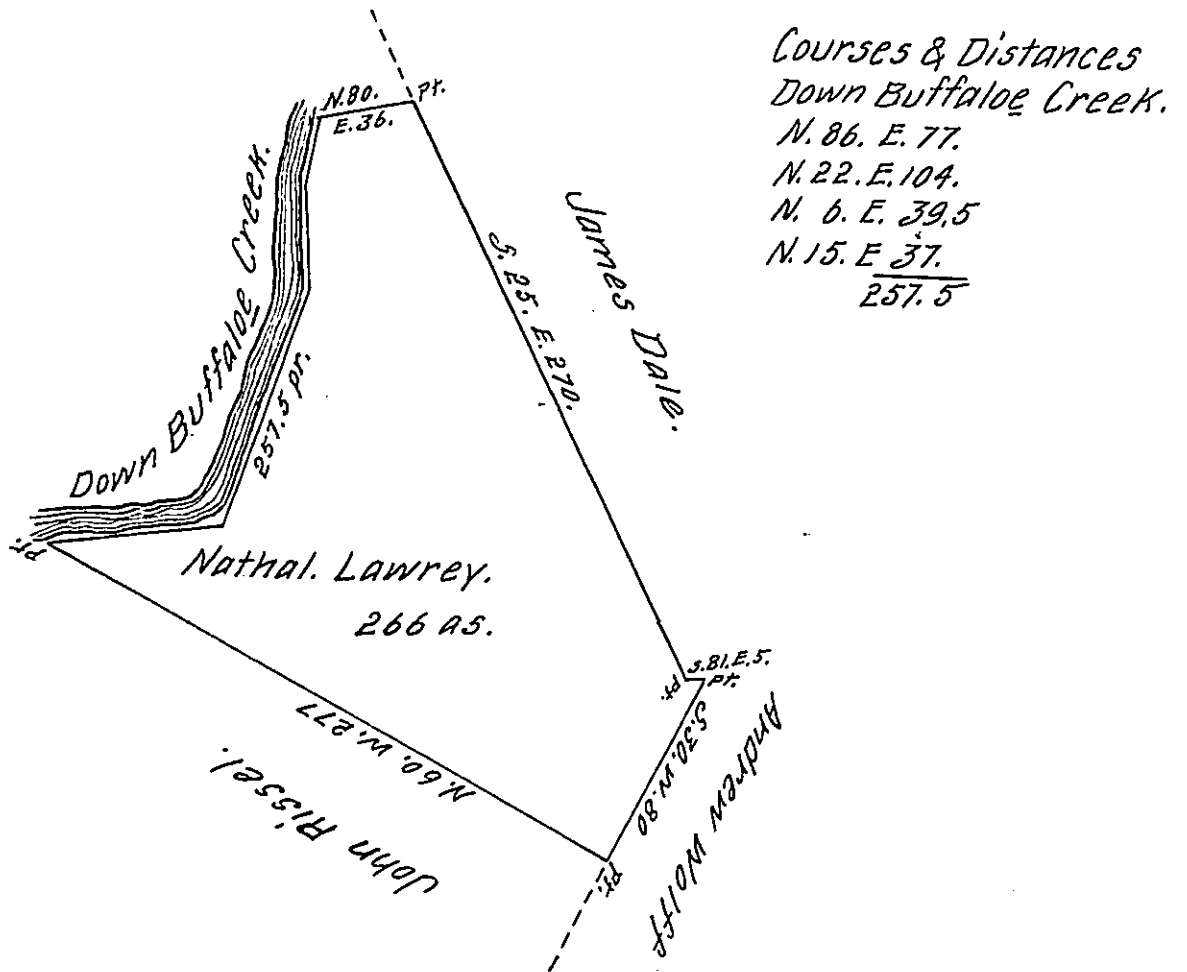 Courses & Distances
Down Buffaloe Creek.
N. 86. E. 77.
N. 22. E. 104.
N. 6. E. 39.5
N. 15. E 37.
257.5
Pt.
N. 80.
E. 36.
Down Buffaloe Creek.
257.5 pr.
S. 25. E. 270.
James Dale.
Pt.
Nathal. Lawrey.
266 as.
S. 81. E. 5.
Pt.
Pt.
S. 30. W. 80
Andrew Wolff
N. 60. W. 277
John Rissel.
Pt.